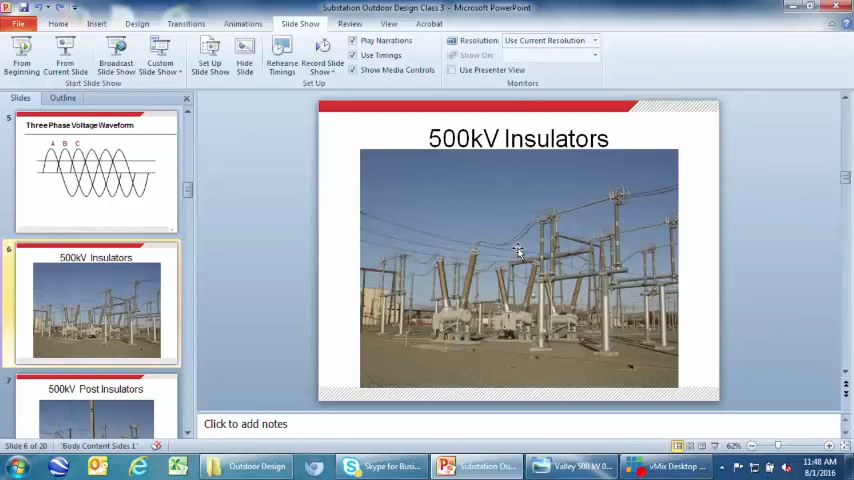 Substation Outdoor Design Class 3 - Microsoft PowerPoint
File Home Insert Design Transitions Animations Slide Show Review View Acrobat
From Beginning
From Current Slide
Broadcast Slide Show
Custom Slide Show
Set Up Slide Show
Hide Slide
Rehearse Timings
Record Slide Show
Play Narrations
Use Timings
Show Media Controls
Resolution: Use Current Resolution
Show On:
Use Presenter View
Start Slide Show
Set Up
Monitors
Slides Outline
5
Three Phase Voltage Waveform
A B C
6
500kV Insulators
7
500kV Post Insulators
500kV Insulators
Click to add notes
Slide 6 of 20
"Body Content Sides 1"
62%
Outdoor Design
Skype for Busi...
Substation Ou...
Valley 500 kV 0...
vMix Desktop ...
11:48 AM
8/1/2016